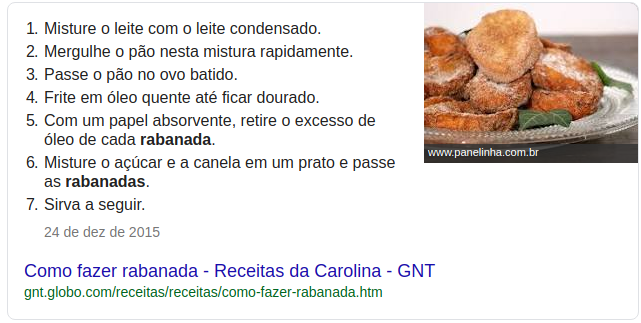 1. Misture o leite com o leite condensado.
2. Mergulhe o pão nesta mistura rapidamente.
3. Passe o pão no ovo batido.
4. Frite em óleo quente até ficar dourado.
5. Com um papel absorvente, retire o excesso de
óleo de cada rabanada.
6. Misture o açúcar e a canela em um prato e passe
as rabanadas.
7. Sirva a seguir.
24 de dez de 2015
www.panelinha.com.br
Como fazer rabanada - Receitas da Carolina - GNT
gnt.globo.com/receitas/receitas/como-fazer-rabanada.htm